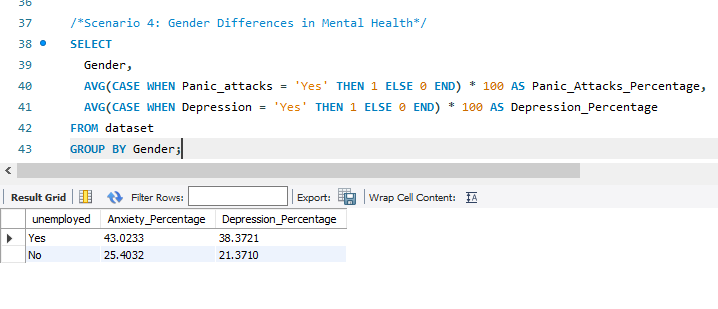 36
37 /*Scenario 4: Gender Differences in Mental Health*/
38 SELECT
39 Gender,
40 AVG(CASE WHEN Panic_attacks = 'Yes' THEN 1 ELSE 0 END) * 100 AS Panic_Attacks_Percentage,
41 AVG(CASE WHEN Depression = 'Yes' THEN 1 ELSE 0 END) * 100 AS Depression_Percentage
42 FROM dataset
43 GROUP BY Gender;
Result Grid Filter Rows: Export: Wrap Cell Content: IA
unemployed Anxiety_Percentage Depression_Percentage
Yes 43.0233 38.3721
No 25.4032 21.3710